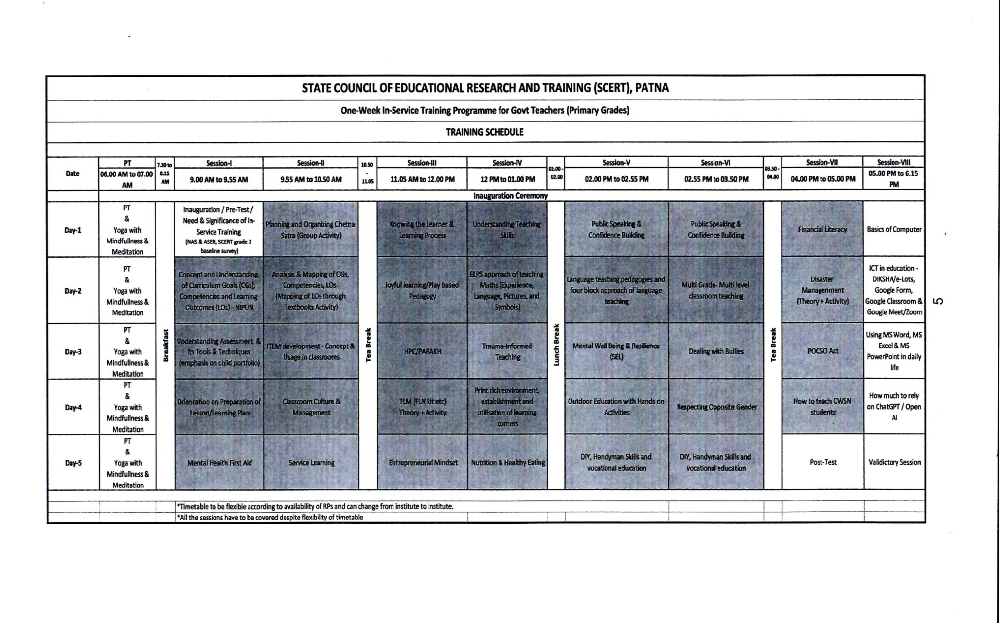 STATE COUNCIL OF EDUCATIONAL RESEARCH AND TRAINING (SCERT), PATNA
One-Week In-Service Training Programme for Govt Teachers (Primary Grades)
TRAINING SCHEDULE
Date
PT
06.00 AM to 07.00
AM
7.30 to
8.15
AM
Session-I
9.00 AM to 9.55 AM
Session-II
9.55 AM to 10.50 AM
10.50
-
11.05
Session-III
11.05 AM to 12.00 PM
Session-IV
12 PM to 01.00 PM
01.00 -
02.00
Session-V
02.00 PM to 02.55 PM
Session-VI
02.55 PM to 03.50 PM
03.50 -
04.00
Session-VII
04.00 PM to 05.00 PM
Session-VIII
05.00 PM to 6.15
PM
Inauguration Ceremony
Day-1
PT
&
Yoga with
Mindfullness &
Meditation
Breakfast
Inauguration / Pre-Test /
Need & Significance of In-
Service Training
(NAS & ASER, SCERT grade 2
baseline survey)
Planning and Organizing Chetna
Satra (Group Activity)
Tea Break
Knowing the Learner &
Learning Process
Understanding Teaching
Skills
Lunch Break
Public Speaking &
Confidence Building
Public Speaking &
Confidence Building
Tea Break
Financial Literacy
Basics of Computer
Day-2
PT
&
Yoga with
Mindfullness &
Meditation
Concept and Understanding
of Curriculum Goals (CGs),
Competencies and Learning
Outcomes (LOs) - NIPUN
Analysis & Mapping of CGs,
Competencies, LOs
(Mapping of LOs through
Textbooks Activity)
Joyful learning/Play based
Pedagogy
ELPS approach of teaching
Maths (Experience,
Language, Pictures, and
Symbols)
Language teaching pedagogies and
four block approach of language
teaching
Multi Grade- Multi level
classroom teaching
Disaster
Managenment
(Theory + Activity)
ICT in education -
DIKSHA/e-Lots,
Google Form,
Google Classroom &
Google Meet/Zoom
Day-3
PT
&
Yoga with
Mindfullness &
Meditation
Understanding Assessment &
its Tools & Techniques
(emphasis on child portfolio)
ITEM development - Concept &
Usage in classrooms
HPC/PARAKH
Trauma-Informed
Teaching
Mental Well Being & Resilience
(SEL)
Dealing with Bullies
POCSO Act
Using MS Word, MS
Excel & MS
PowerPoint in daily
life
Day-4
PT
&
Yoga with
Mindfullness &
Meditation
Orientation on Preparation of
Lesson/Learning Plan
Classroom Culture &
Management
TLM (FLN kit etc)
Theory + Activity
Print rich environment,
establishment and
utilisation of learning
corners
Outdoor Education with Hands on
Activities
Respecting Opposite Gender
How to teach CWSN
students
How much to rely
on ChatGPT / Open
AI
Day-5
PT
&
Yoga with
Mindfullness &
Meditation
Mental Health First Aid
Service Learning
Entrepreneurial Mindset
Nutrition & Healthy Eating
DIY, Handyman Skills and
vocational education
DIY, Handyman Skills and
vocational education
Post-Test
Validictory Session
*Timetable to be flexible according to availability of RPs and can change from institute to institute.
*All the sessions have to be covered despite flexibility of timetable
5